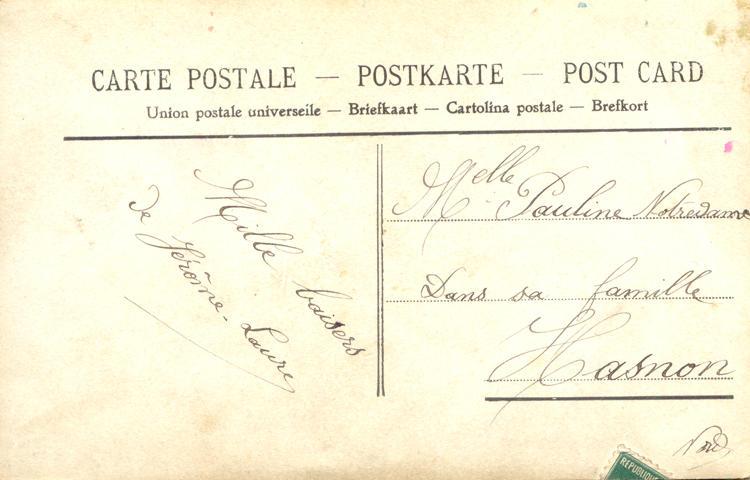 CARTE POSTALE — POSTKARTE — POST CARD
Union postale universeile — Briefkaart — Cartolina postale — Brefkort
Mille baisers
de Jérôme - Laure
Melle Pauline Notredame
Dans sa famille
Hasnon
Nord
REPUBLIQUE